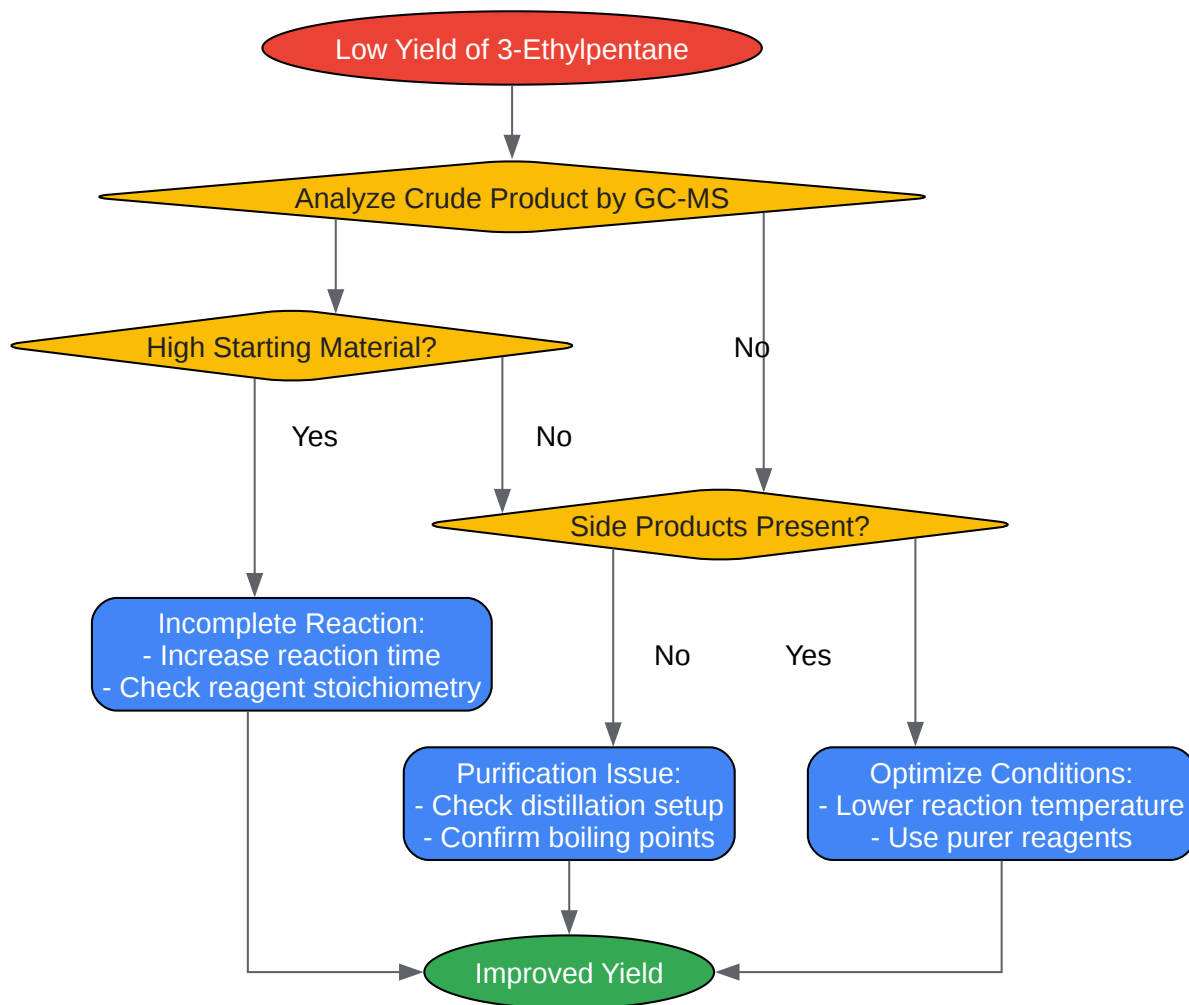 Low Yield of 3-Ethylpentane
Analyze Crude Product by GC-MS
High Starting Material?
No
Yes
No
Side Products Present?
Incomplete Reaction:
- Increase reaction time
- Check reagent stoichiometry
No
Yes
Purification Issue:
- Check distillation setup
- Confirm boiling points
Optimize Conditions:
- Lower reaction temperature
- Use purer reagents
Improved Yield